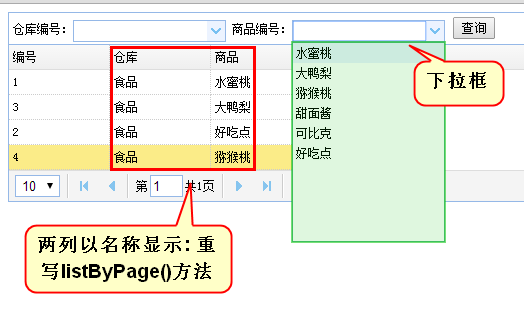 仓库编号: 商品编号: 查询
编号 仓库 商品
1 食品 水蜜桃
3 食品 大鸭梨
2 食品 好吃点
4 食品 猕猴桃
水蜜桃
大鸭梨
猕猴桃
甜面酱
可比克
好吃点
下拉框
10 第 1 共1页
两列以名称显示: 重
写listByPage()方法